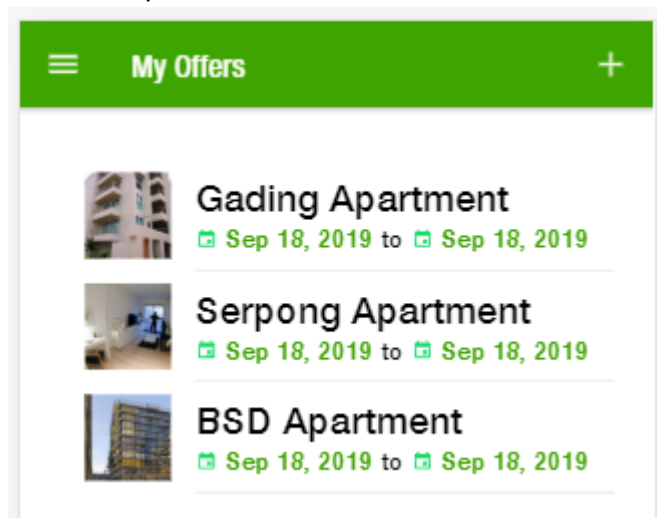 My Offers
Gading Apartment
Sep 18, 2019 to Sep 18, 2019
Serpong Apartment
Sep 18, 2019 to Sep 18, 2019
BSD Apartment
Sep 18, 2019 to Sep 18, 2019